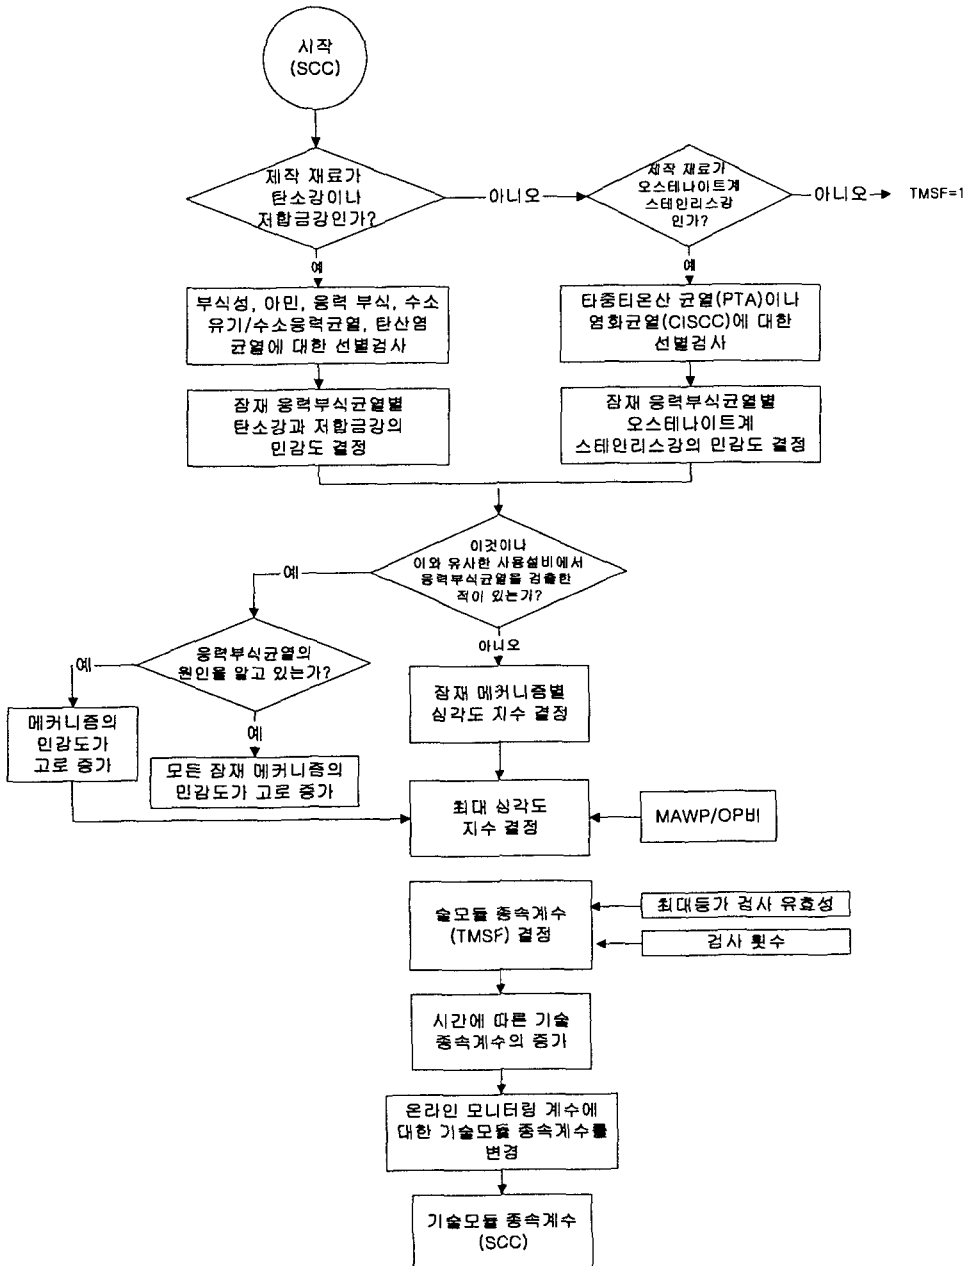 시작
(SCC)
제작 재료가
탄소강이나
저합금강인가?
아니오
제작 재료가
오스테나이트계
스테인리스강
인가?
아니오
TMSF=1
예
예
부식성, 아민, 응력 부식, 수소
유기/수소응력균열, 탄산염
균열에 대한 선별검사
타중티온산 균열(PTA)이나
염화균열(ClSCC)에 대한
선별검사
잠재 응력부식균열별
탄소강과 저합금강의
민감도 결정
잠재 응력부식균열별
오스테나이트계
스테인리스강의 민감도 결정
이것이나
이와 유사한 사용설비에서
응력부식균열을 검출한
적이 있는가?
예
아니오
응력부식균열의
원인을 알고 있는가?
예
예
메커니즘의
민감도가
고로 증가
모든 잠재 메커니즘의
민감도가 고로 증가
잠재 메커니즘별
심각도 지수 결정
최대 심각도
지수 결정
MAWP/OP비
술모듈 종속계수
(TMSF) 결정
최대등가 검사 유효성
검사 횟수
시간에 따른 기술
종속계수의 증가
온라인 모니터링 계수에
대한 기술모듈 종속계수를
변경
기술모듈 종속계수
(SCC)